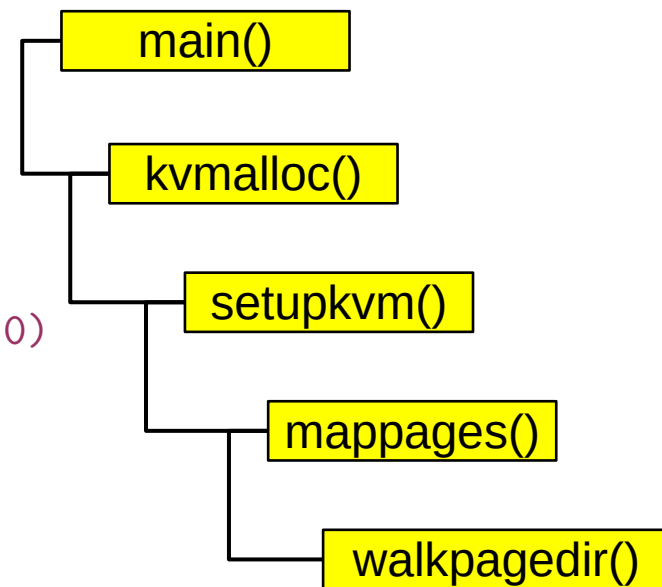 main()
kvmalloc()
setupkvm()
0)
mappages()
walkpagedir()